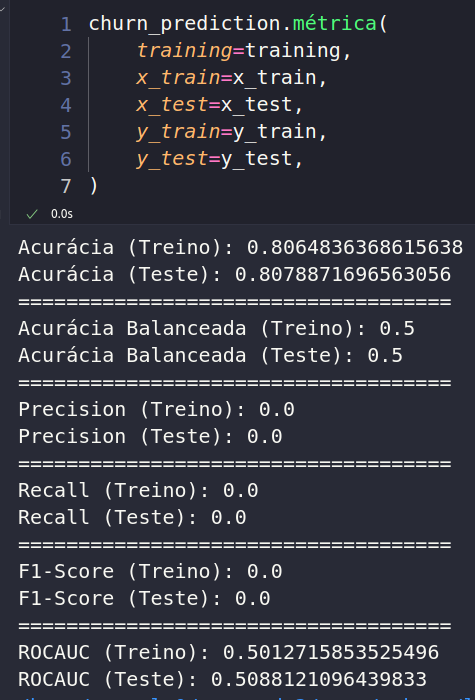 1 churn_prediction.métrica(
2 training=training,
3 x_train=x_train,
4 x_test=x_test,
5 y_train=y_train,
6 y_test=y_test,
7 )
0.0s
Acurácia (Treino): 0.8064836368615638
Acurácia (Teste): 0.8078871696563056
====================================
Acurácia Balanceada (Treino): 0.5
Acurácia Balanceada (Teste): 0.5
====================================
Precision (Treino): 0.0
Precision (Teste): 0.0
====================================
Recall (Treino): 0.0
Recall (Teste): 0.0
====================================
F1-Score (Treino): 0.0
F1-Score (Teste): 0.0
====================================
ROCAUC (Treino): 0.5012715853525496
ROCAUC (Teste): 0.5088121096439833